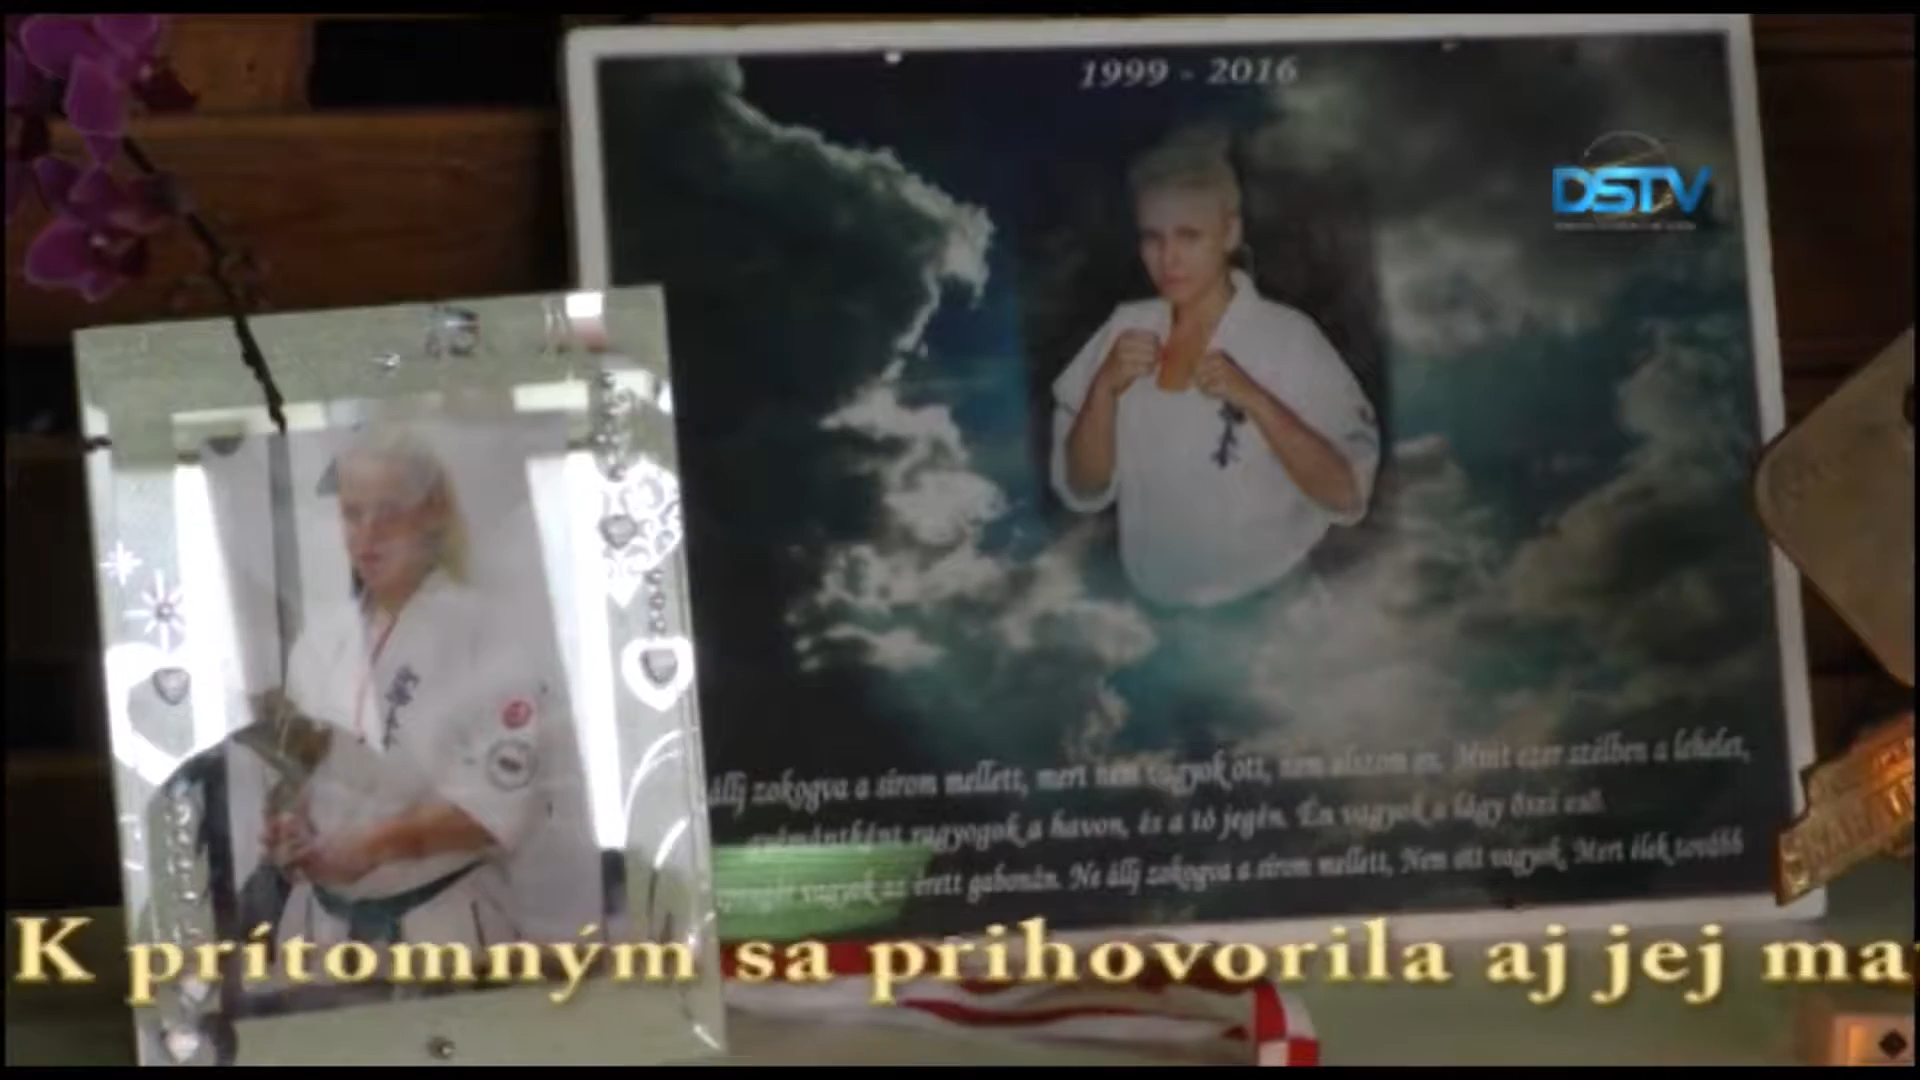 1999 - 2016
DSTV
állj zokogva a sírom mellett, mert nem vagyok ott, nem alszom én. Mint ezer szélben a lehelet,
gyémántként ragyogok a havon, és a tó jegén. Én vagyok a lágy őszi eső.
vagyok az érett gabonán. Ne állj zokogva a sírom mellett, Nem ott vagyok, Mert élek tovább
K prítomným sa prihovorila aj jej ma